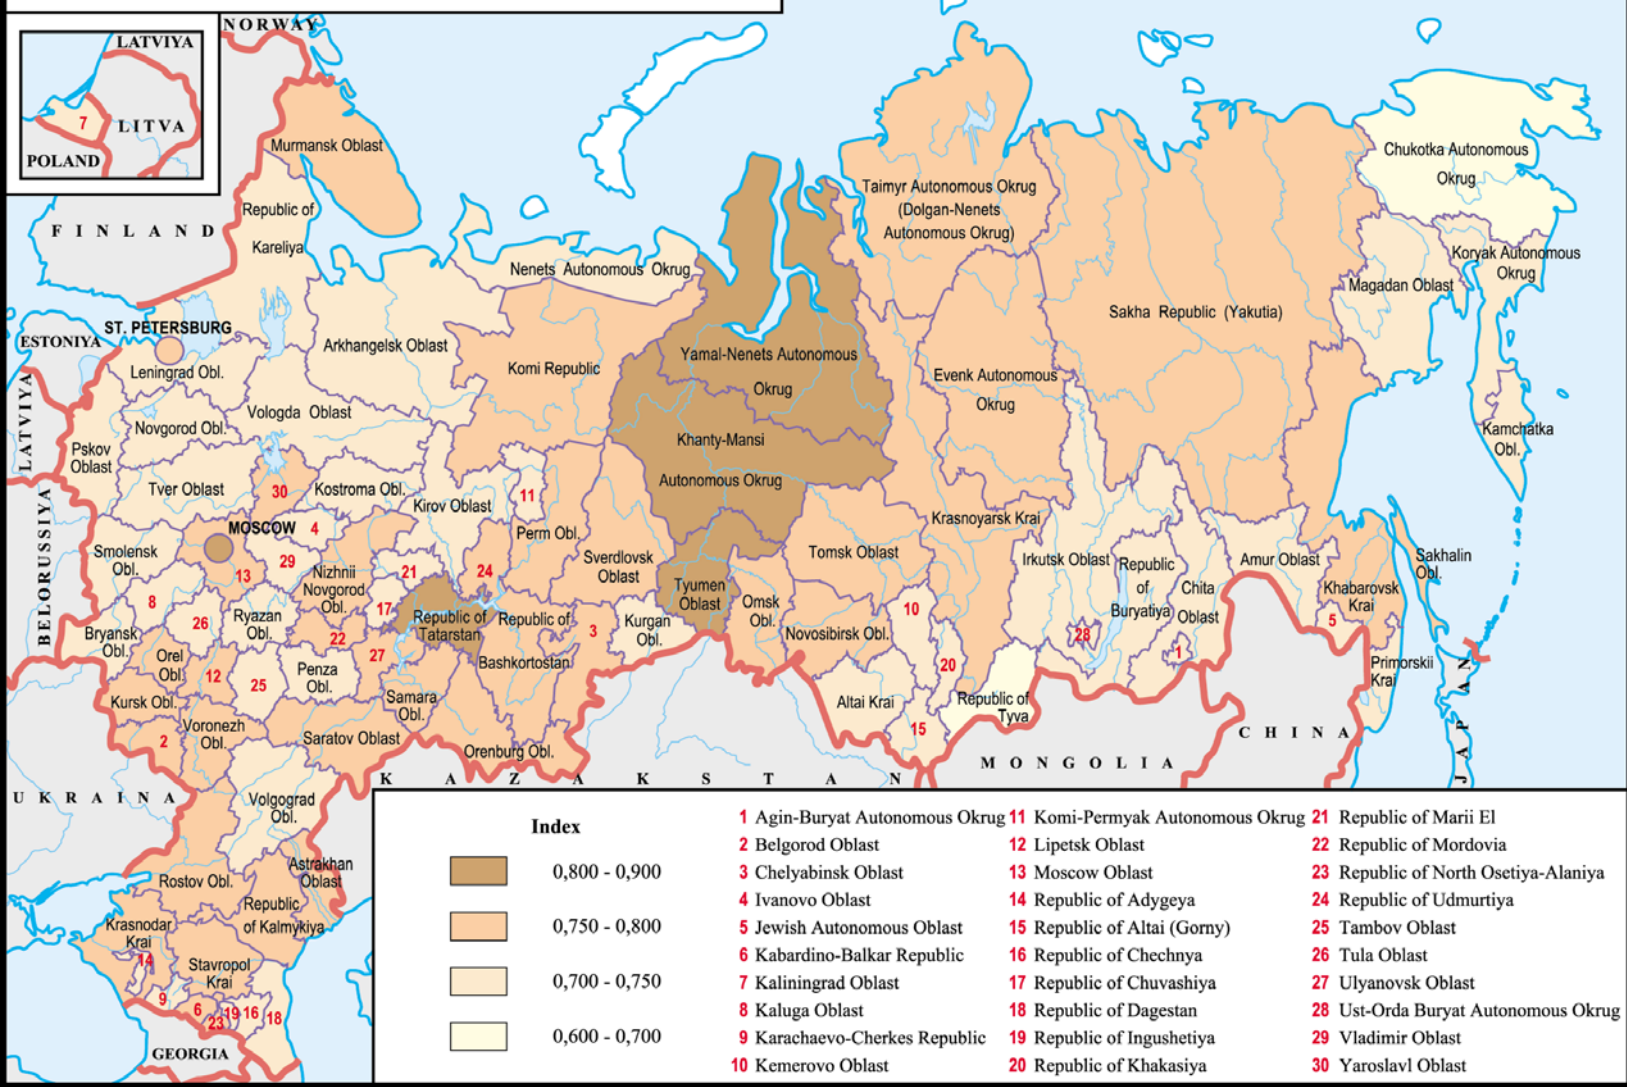 NORWAY
LATVIYA
7
LITVA
POLAND
FINLAND
Murmansk Oblast
Republic of
Kareliya
Nenets Autonomous Okrug
Taimyr Autonomous Okrug
(Dolgan-Nenets
Autonomous Okrug)
Chukotka Autonomous
Okrug
Koryak Autonomous
Okrug
Magadan Oblast
Sakha Republic (Yakutia)
ST. PETERSBURG
ESTONIYA
Leningrad Obl.
Arkhangelsk Oblast
Komi Republic
Yamal-Nenets Autonomous
Okrug
Evenk Autonomous
Okrug
LATVIYA
Vologda Oblast
Novgorod Obl.
Pskov
Oblast
Khanty-Mansi
Autonomous Okrug
Kamchatka
Obl.
Tver Oblast
30
Kostroma Obl.
Kirov Oblast
11
BELORUSSIYA
MOSCOW
4
Perm Obl.
Krasnoyarsk Krai
Smolensk
Obl.
13
29
Nizhnii
Novgorod
Obl.
21
24
Sverdlovsk
Oblast
Tomsk Oblast
Irkutsk Oblast
Republic
of
Buryatiya
Chita
Oblast
Amur Oblast
Khabarovsk
Krai
Sakhalin
Obl.
8
26
Ryazan
Obl.
17
Republic of
Tatarstan
Republic of
Bashkortostan
3
Kurgan
Obl.
Tyumen
Oblast
Omsk
Obl.
Novosibirsk Obl.
10
28
1
5
Bryansk
Obl.
Orel
Obl
12
25
22
27
Penza
Obl.
Samara
Obl.
20
Altai Krai
15
Republic of
Tyva
Primorskii
Krai
JAPAN
Kursk Obl.
2
Voronezh
Obl.
Saratov Oblast
Orenburg Obl.
KAZAKSTAN
MONGOLIA
CHINA
UKRAINA
Volgograd
Obl.
Astrakhan
Oblast
Rostov Obl.
Republic
of Kalmykiya
Krasnodar
Krai
14
Stavropol
Krai
9
6
23
19
16
18
GEORGIA
Index
0,800 - 0,900
0,750 - 0,800
0,700 - 0,750
0,600 - 0,700
1 Agin-Buryat Autonomous Okrug
2 Belgorod Oblast
3 Chelyabinsk Oblast
4 Ivanovo Oblast
5 Jewish Autonomous Oblast
6 Kabardino-Balkar Republic
7 Kaliningrad Oblast
8 Kaluga Oblast
9 Karachaevo-Cherkes Republic
10 Kemerovo Oblast
11 Komi-Permyak Autonomous Okrug
12 Lipetsk Oblast
13 Moscow Oblast
14 Republic of Adygeya
15 Republic of Altai (Gorny)
16 Republic of Chechnya
17 Republic of Chuvashiya
18 Republic of Dagestan
19 Republic of Ingushetiya
20 Republic of Khakasiya
21 Republic of Marii El
22 Republic of Mordovia
23 Republic of North Osetiya-Alaniya
24 Republic of Udmurtiya
25 Tambov Oblast
26 Tula Oblast
27 Ulyanovsk Oblast
28 Ust-Orda Buryat Autonomous Okrug
29 Vladimir Oblast
30 Yaroslavl Oblast